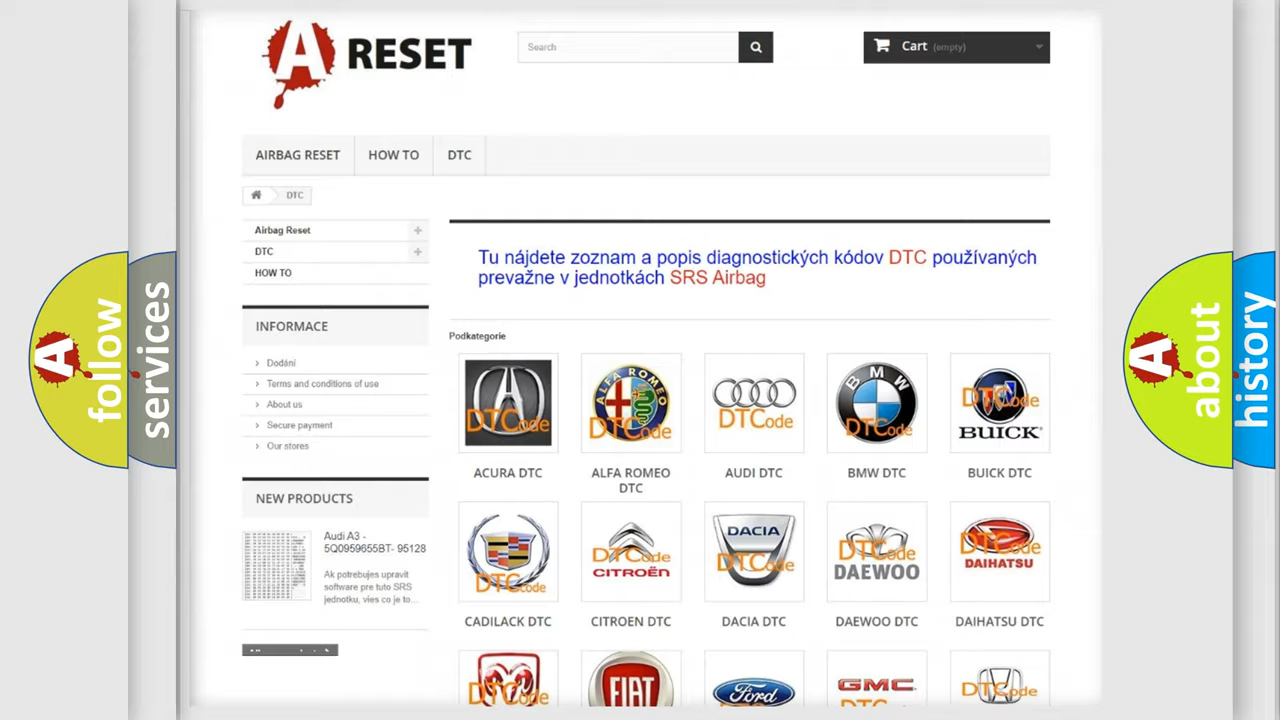 A RESET
Search
Cart (empty)
AIRBAG RESET
HOW TO
DTC
DTC
Airbag Reset
DTC
HOW TO
Tu nájdete zoznam a popis diagnostických kódov DTC používaných
prevažne v jednotkách SRS Airbag
INFORMACE
Dodání
Terms and conditions of use
About us
Secure payment
Our stores
NEW PRODUCTS
Audi A3 -
5Q0959655BT- 95128
Ak potrebujes upravit
software pre tuto SRS
jednotku, vies co je to...
Podkategorie
DTCode
ALFA ROMEO
DTCode
DTCode
BMW
DTCode
DTCode
BUICK
ACURA DTC
ALFA ROMEO
DTC
AUDI DTC
BMW DTC
BUICK DTC
DTCode
DTCode
CITROËN
DACIA
DTCode
DTCode
DAEWOO
DTCode
DAIHATSU
CADILACK DTC
CITROEN DTC
DACIA DTC
DAEWOO DTC
DAIHATSU DTC
DTCode
FIAT
Ford
GMC
DTCode
A follow
services
A about
history